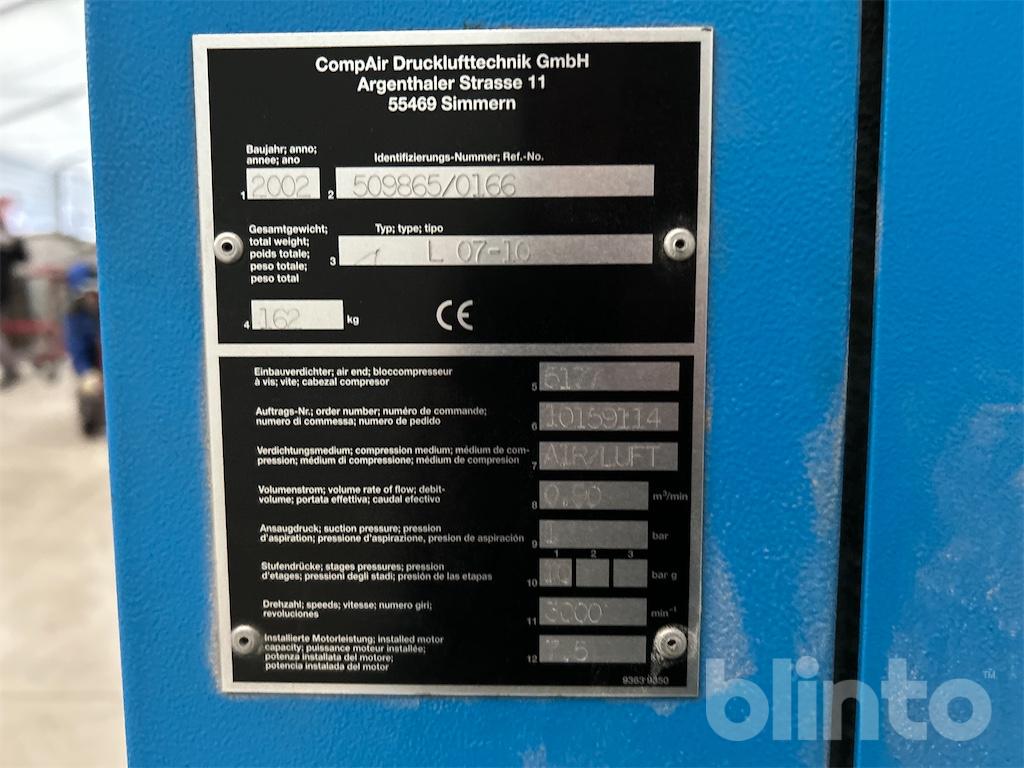 CompAir Drucklufttechnik GmbH
Argenthaler Strasse 11
55469 Simmern
Baujahr; anno;
annee; ano
Identifizierungs-Nummer; Ref.-No.
1 2002 2 509865/0166
Gesamtgewicht;
total weight;
poids totale;
peso totale;
peso total
Typ; type; tipo
3 L 07-10
4 162 kg CE
Einbauverdichter; air end; bloccompresseur
à vis; vite; cabezal compresor
5
Auftrags-Nr.; order number; numéro de commande;
numero di commessa; numero de pedido
6 10159114
Verdichtungsmedium; compression medium; médium de com-
pression; médium di compressione; médium de compresion
7 AIR/LUFT
Volumenstrom; volume rate of flow; debit-
volume; portata effettiva; caudal efectivo
8 0.90 m³/min
Ansaugdruck; suction pressure; pression
d'aspiration; pressione d'aspirazione, presion de aspiración
9 1 bar
1 2 3
Stufendrücke; stages pressures; pression
d'etages; pressioni degli stadi; presión de las etapas
10 10 bar g
Drehzahl; speeds; vitesse; numero giri;
revoluciones
11 3000 min⁻¹
Installierte Motorleistung; installed motor
capacity; puissance moteur installée;
potenza installata del motore;
potencia instalada del motor
12 7.5
9363 9350
blinto™